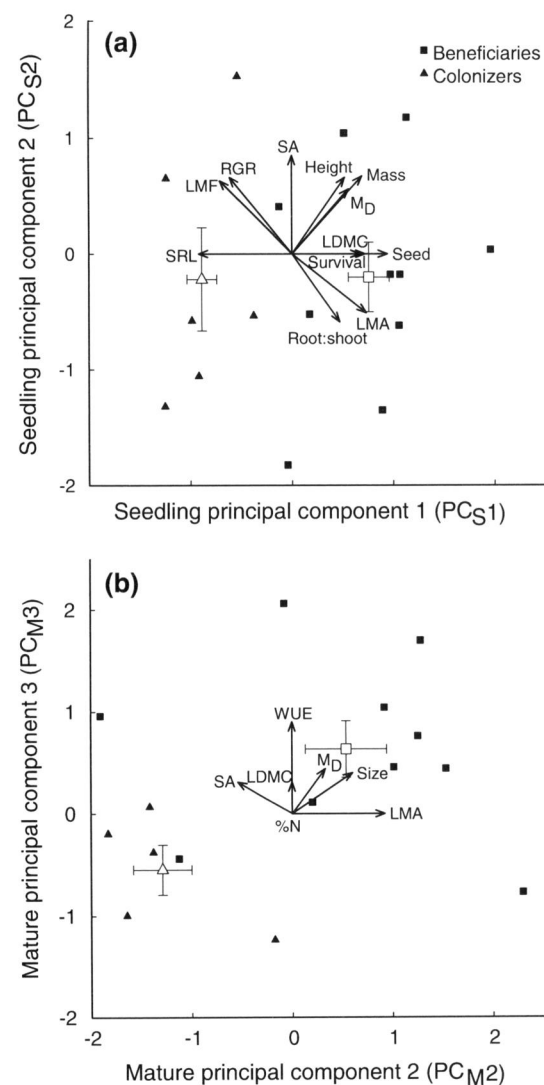 (a)
■ Beneficiaries
▲ Colonizers
2
1
0
-1
-2
Seedling principal component 2 (PCS2)
SA
RGR
LMF
Height
Mass
MD
LDMC
SRL
Survival
Seed
LMA
Root:shoot
Seedling principal component 1 (PCS1)
(b)
2
1
0
-1
-2
Mature principal component 3 (PCM3)
WUE
MD
SA
LDMC
Size
%N
LMA
-2 -1 0 1 2
Mature principal component 2 (PCM2)